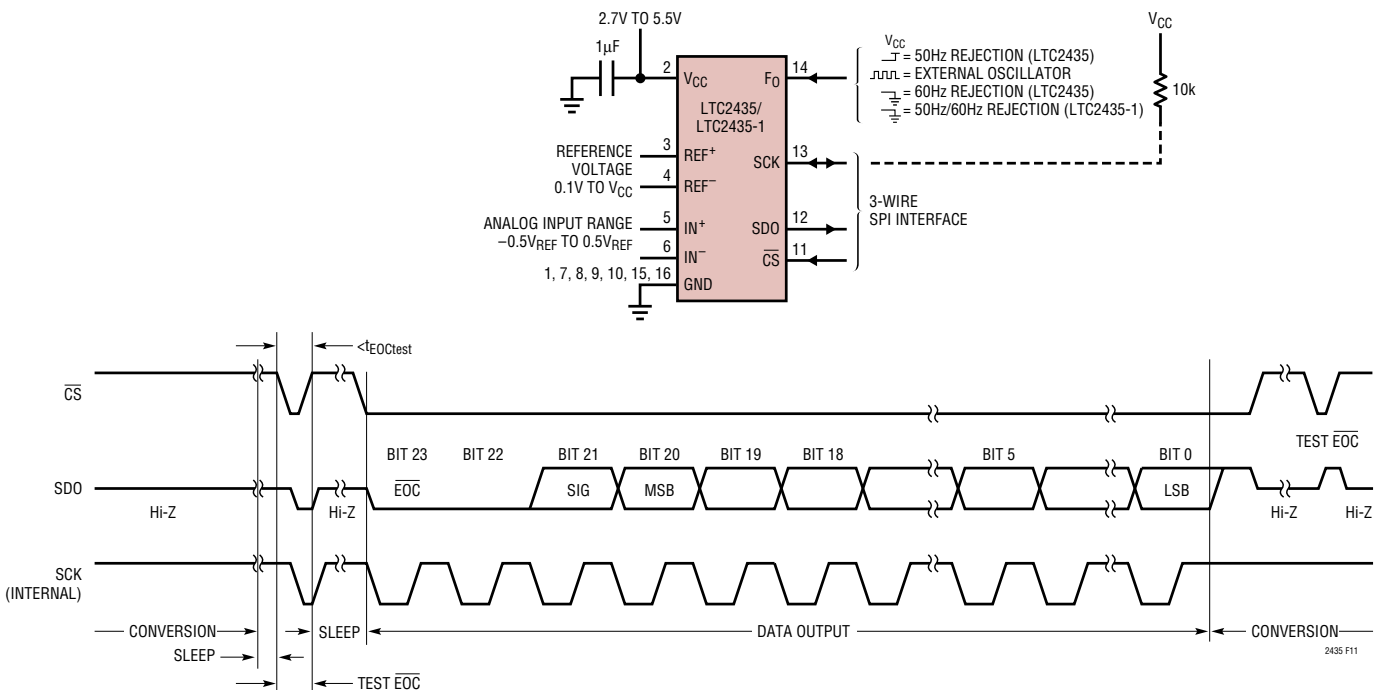 2.7V TO 5.5V
VCC
1µF
VCC
= 50Hz REJECTION (LTC2435)
= EXTERNAL OSCILLATOR
= 60Hz REJECTION (LTC2435)
= 50Hz/60Hz REJECTION (LTC2435-1)
10k
2
VCC
FO
14
LTC2435/
LTC2435-1
REFERENCE
VOLTAGE
0.1V TO VCC
3
REF+
4
REF−
SCK
13
3-WIRE
SPI INTERFACE
ANALOG INPUT RANGE
−0.5VREF TO 0.5VREF
5
IN+
6
IN−
SDO
12
CS
11
1, 7, 8, 9, 10, 15, 16
GND
<tEOCtest
CS
TEST EOC
BIT 23 BIT 22 BIT 21 BIT 20 BIT 19 BIT 18 BIT 5 BIT 0
SDO
EOC SIG MSB LSB
Hi-Z Hi-Z Hi-Z Hi-Z
SCK
(INTERNAL)
CONVERSION SLEEP DATA OUTPUT CONVERSION
SLEEP
2435 F11
TEST EOC